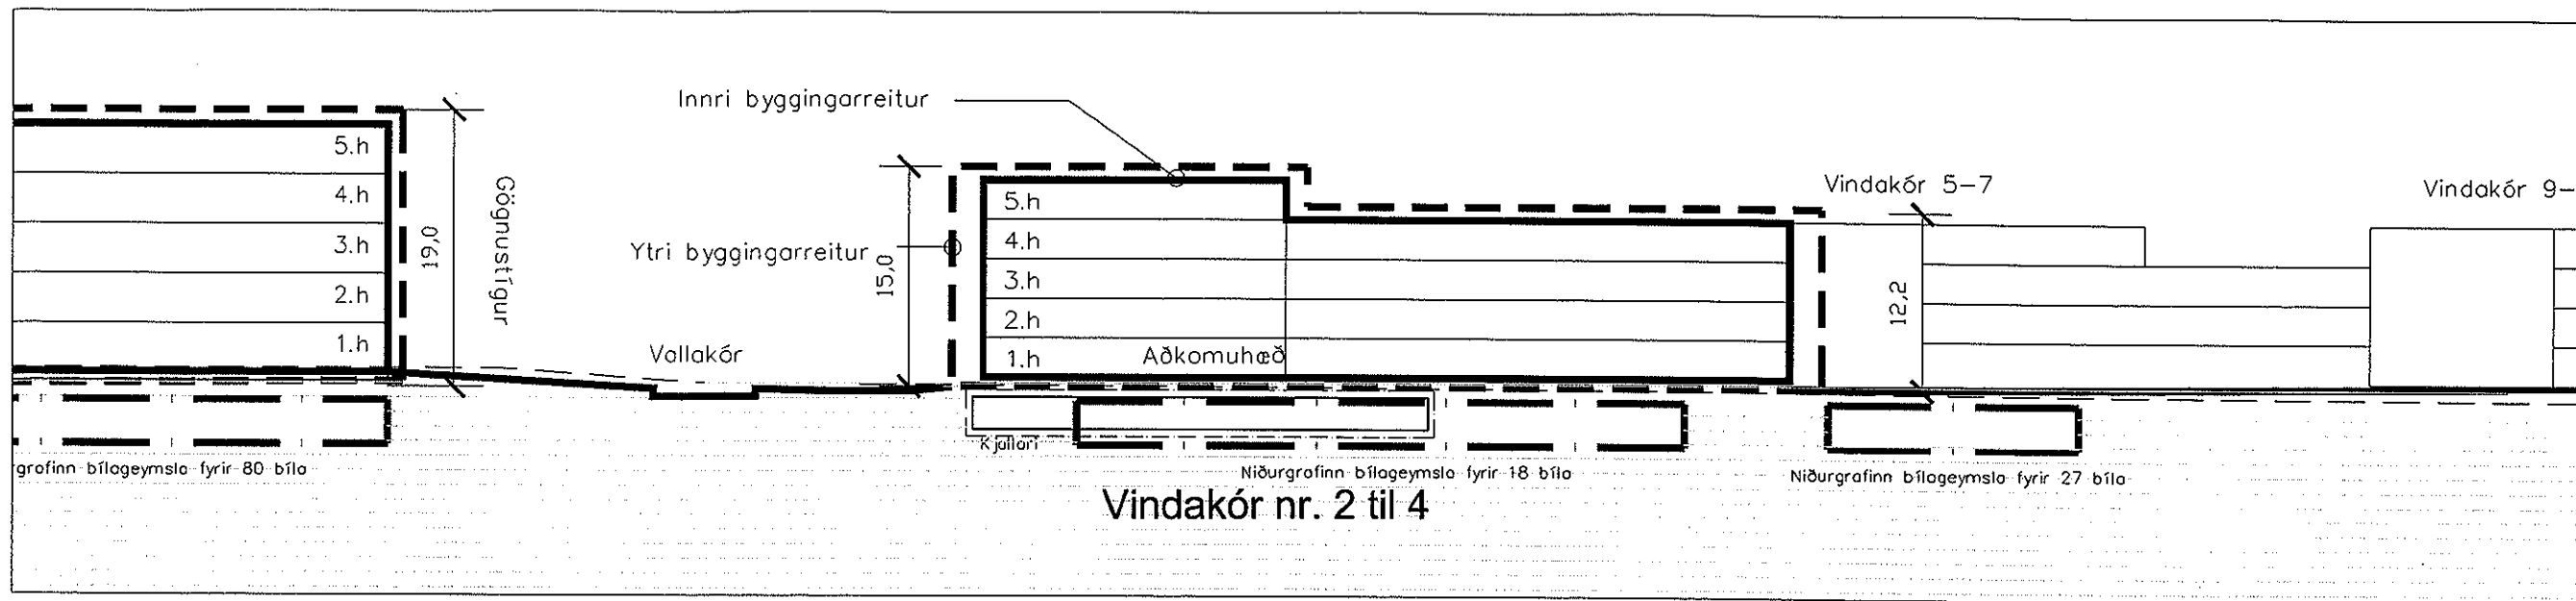 5.h
4.h
3.h
2.h
1.h
19,0
Göngustígur
Innri byggingarreitur
Ytri byggingarreitur
15,0
Vallakór
5.h
4.h
3.h
2.h
1.h
Aðkomuhæð
Vindakór 5-7
12,2
Vindakór 9-
Kjallari
grafinn bílageymsla fyrir 80 bíla
Niðurgrafinn bílageymsla fyrir 18 bíla
Niðurgrafinn bílageymsla fyrir 27 bíla
Vindakór nr. 2 til 4